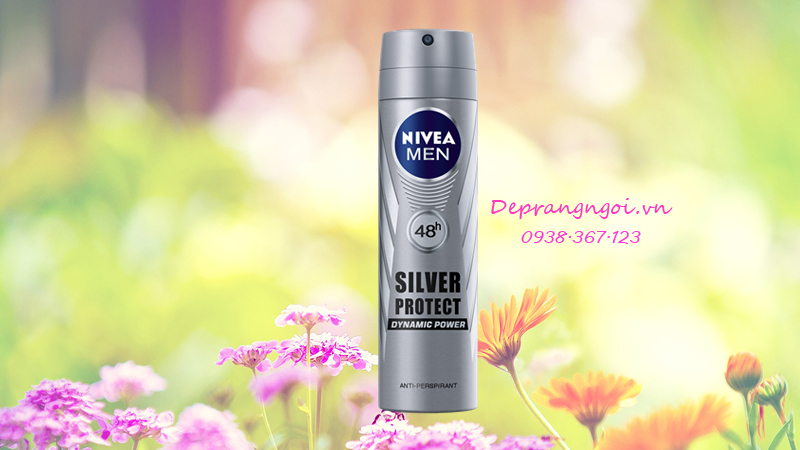 NIVEA
MEN
48h
SILVER
PROTECT
DYNAMIC POWER
ANTI-PERSPIRANT
Deprangngoi.vn
0938·367·123